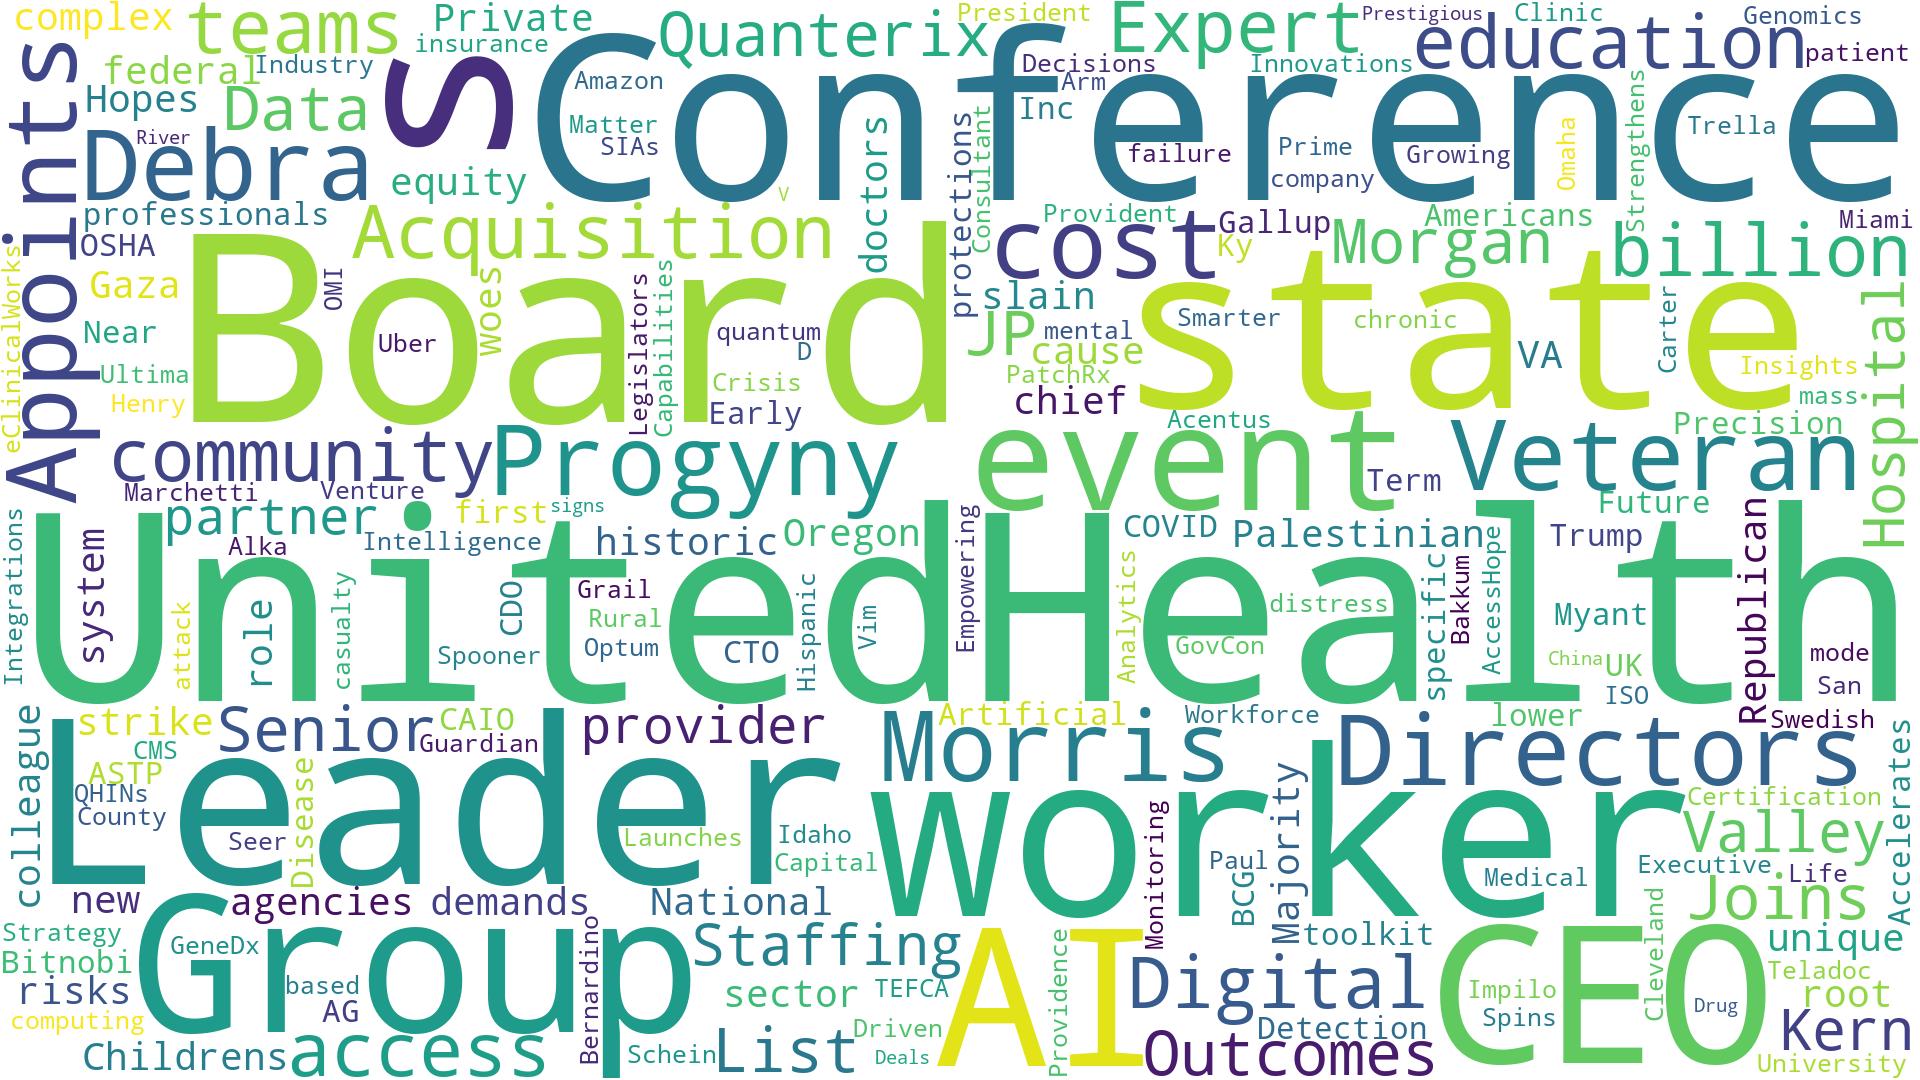 complex
teams
Private
insurance
Quanterix
President
Expert
Prestigious
Clinic
Genomics
education
patient
federal
Industry
S
Amazon
Conference
Decisions
Arm
Innovations
Appoints
Hopes
Data
Matter
SIAs
Inc
Debra
River
doctors
protections
Consultant
failure
Prime
company
Growing
Omaha
Strengthens
Trella
equity
V
professionals
OSHA
Acquisition
Provident
cost
Gallup
Ky
Morgan
Americans
billion
Miami
eClinicalWorks
Gaza
Board
OMI
woes
Legislators
Capabilities
slain
JP
mental
cause
PatchRx
state
Smarter
chronic
VA
Carter
Insights
Hospital
Near
Uber
quantum
D
Ultima
Henry
Crisis
Early
chief
Acentus
mass
Precision
community
Progyny
event
Term
Veteran
Marchetti
Venture
partner
first
signs
Future
Integrations
system
Alka
Intelligence
historic
Oregon
Empowering
COVID
Palestinian
Trump
Republican
UnitedHealth
attack
role
casualty
CDO
Grail
Rural
Optum
Spooner
CTO
Hispanic
Vim
Analytics
GovCon
distress
specific
Bakkum
AccessHope
Myant
China
UK
ISO
mode
San
Swedish
colleague
strike
Senior
CAIO
Guardian
provider
Artificial
Workforce
lower
CMS
ASTP
QHINs
County
Leader
Seer
Disease
Launches
Idaho
Capital
Morris
Directors
Accelerates
worker
Monitoring
Paul
BCG
Majority
Medical
Certification
Valley
Executive
Life
new
agencies
demands
National
Joins
Strategy
Bitnobi
GeneDx
Group
Bernardino
Staffing
toolkit
unique
risks
computing
based
AG
sector
TEFCA
AI
Providence
Digital
CEO
Impilo
Spins
Cleveland
Drug
Teladoc
root
Childrens
access
Schein
List
Driven
Deals
Outcomes
Detection
Kern
University